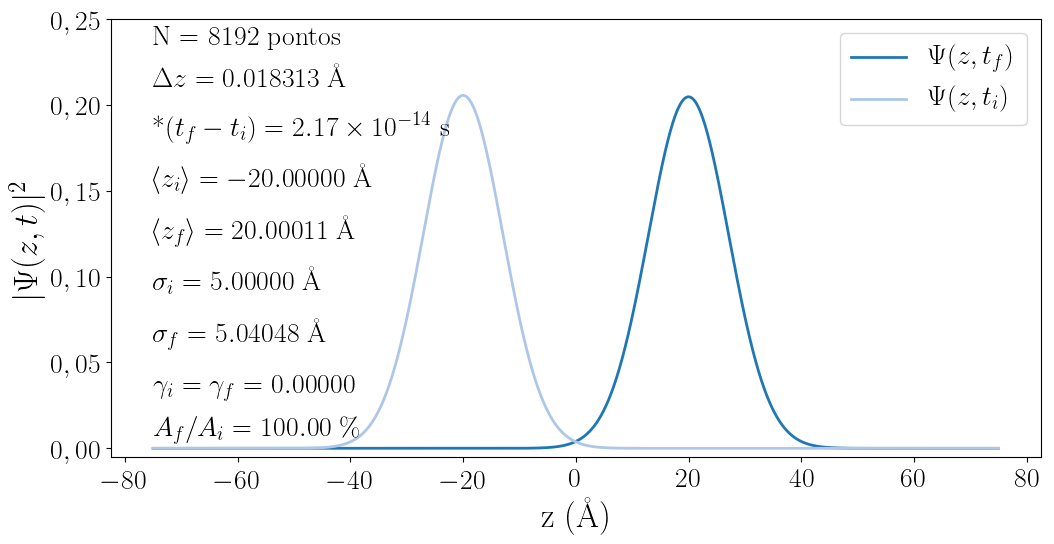 0,25
0,20
0,15
0,10
0,05
0,00
|Ψ(z, t)|²
N = 8192 pontos
Δz = 0.018313 Å
*(t_f − t_i) = 2.17 × 10⁻¹⁴ s
⟨z_i⟩ = −20.00000 Å
⟨z_f⟩ = 20.00011 Å
σ_i = 5.00000 Å
σ_f = 5.04048 Å
γ_i = γ_f = 0.00000
A_f/A_i = 100.00 %
Ψ(z, t_f)
Ψ(z, t_i)
−80 −60 −40 −20 0 20 40 60 80
z (Å)